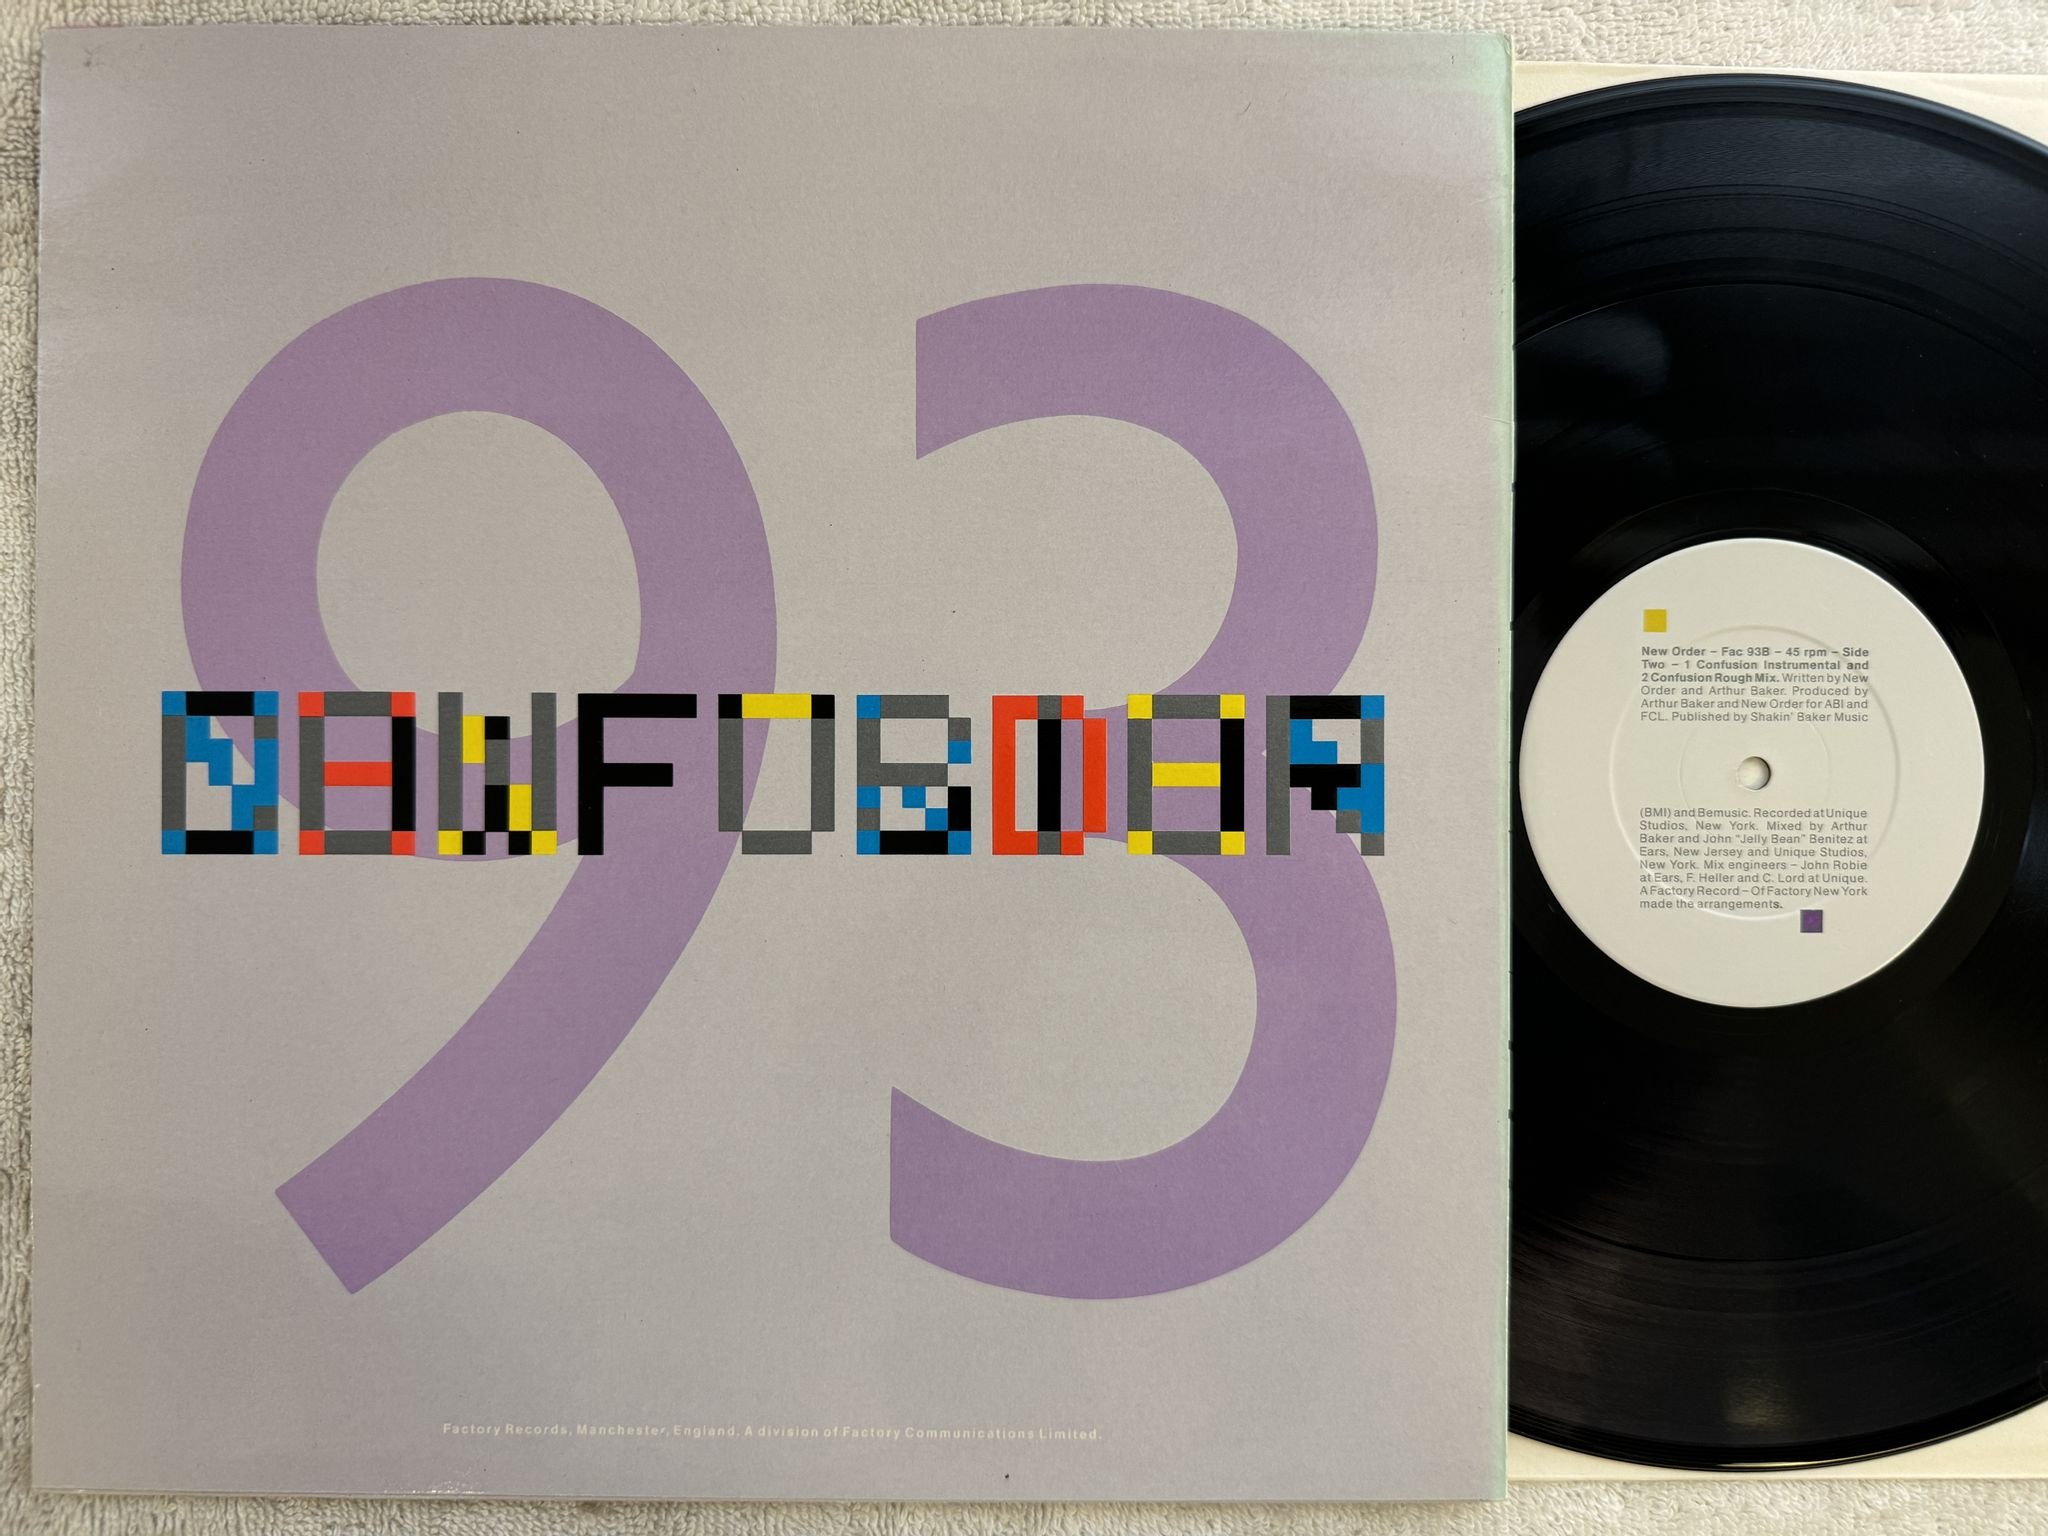 93
Factory Records, Manchester, England. A division of Factory Communications Limited.
New Order – Fac 93B – 45 rpm – Side
Two – 1 Confusion Instrumental and
2 Confusion Rough Mix. Written by New
Order and Arthur Baker. Produced by
Arthur Baker and New Order for ABI and
FCL. Published by Shakin' Baker Music
(BMI) and Bemusic. Recorded at Unique
Studios, New York. Mixed by Arthur
Baker and John "Jelly Bean" Benitez at
Ears, New Jersey and Unique Studios,
New York. Mix engineers – John Robie
at Ears, F. Heller and C. Lord at Unique.
A Factory Record – Of Factory New York
made the arrangements.